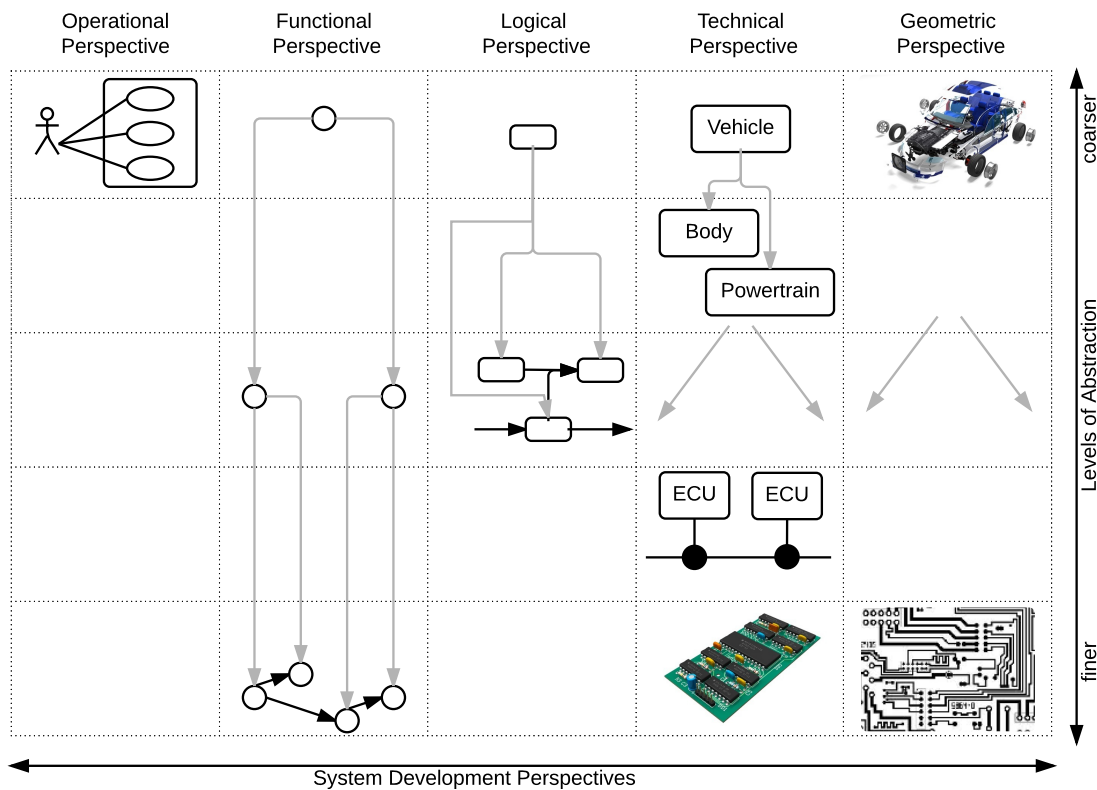 Operational
Perspective
Functional
Perspective
Logical
Perspective
Technical
Perspective
Geometric
Perspective
coarser
Vehicle
Body
Powertrain
Levels of Abstraction
ECU
ECU
finer
System Development Perspectives